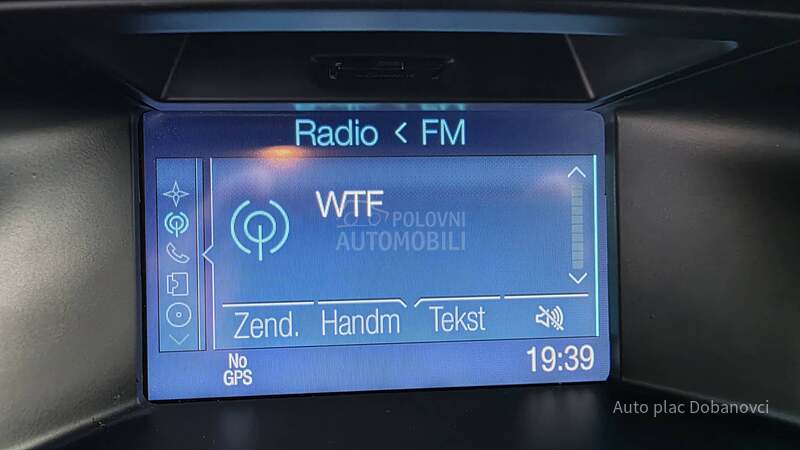 Radio < FM
WTF
POLOVNI
AUTOMOBILI
Zend. Handm Tekst
No
GPS
19:39
Auto plac Dobanovci